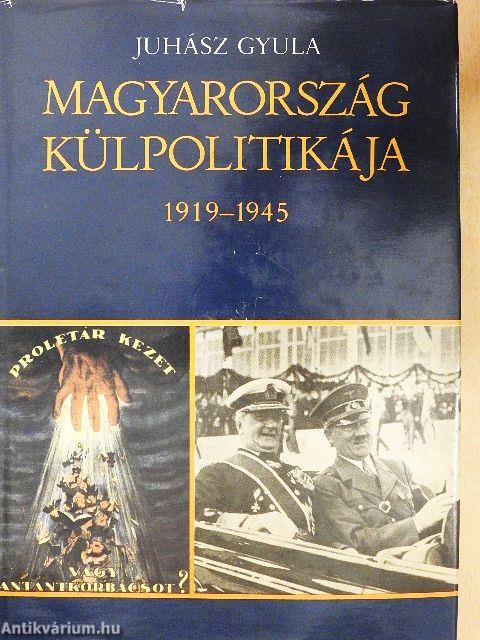 JUHÁSZ GYULA
MAGYARORSZÁG
KÜLPOLITIKÁJA
1919–1945
PROLETÁR KEZET
VAGY
ANTANTKORBÁCSOT?
Antikvárium.hu